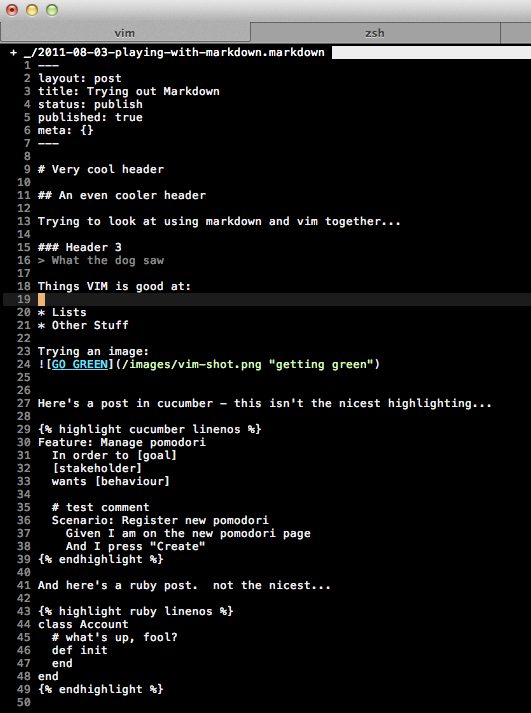 vim zsh
+ _/2011-08-03-playing-with-markdown.markdown
1 ---
2 layout: post
3 title: Trying out Markdown
4 status: publish
5 published: true
6 meta: {}
7 ---
8
9 # Very cool header
10
11 ## An even cooler header
12
13 Trying to look at using markdown and vim together...
14
15 ### Header 3
16 > What the dog saw
17
18 Things VIM is good at:
19
20 * Lists
21 * Other Stuff
22
23 Trying an image:
24 ![GO GREEN](/images/vim-shot.png "getting green")
25
26
27 Here's a post in cucumber – this isn't the nicest highlighting...
28
29 {% highlight cucumber linenos %}
30 Feature: Manage pomodori
31   In order to [goal]
32   [stakeholder]
33   wants [behaviour]
34
35   # test comment
36   Scenario: Register new pomodori
37     Given I am on the new pomodori page
38     And I press "Create"
39 {% endhighlight %}
40
41 And here's a ruby post.  not the nicest...
42
43 {% highlight ruby linenos %}
44 class Account
45   # what's up, fool?
46   def init
47   end
48 end
49 {% endhighlight %}
50